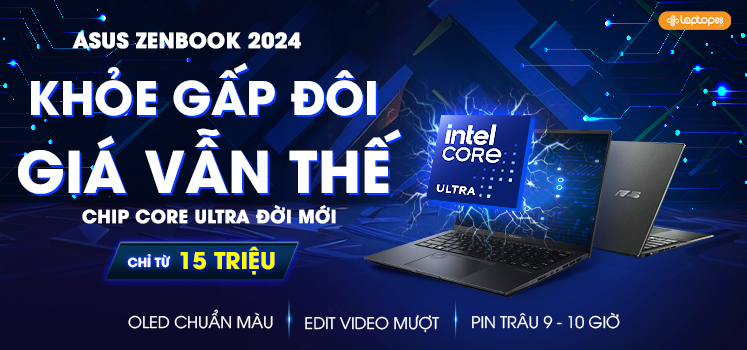 Laptop88
ASUS ZENBOOK 2024
KHỎE GẤP ĐÔI
GIÁ VẪN THẾ
CHIP CORE ULTRA ĐỜI MỚI
CHỈ TỪ 15 TRIỆU
intel
CORE
ULTRA
OLED CHUẨN MÀU
EDIT VIDEO MƯỢT
PIN TRÂU 9 - 10 GIỜ